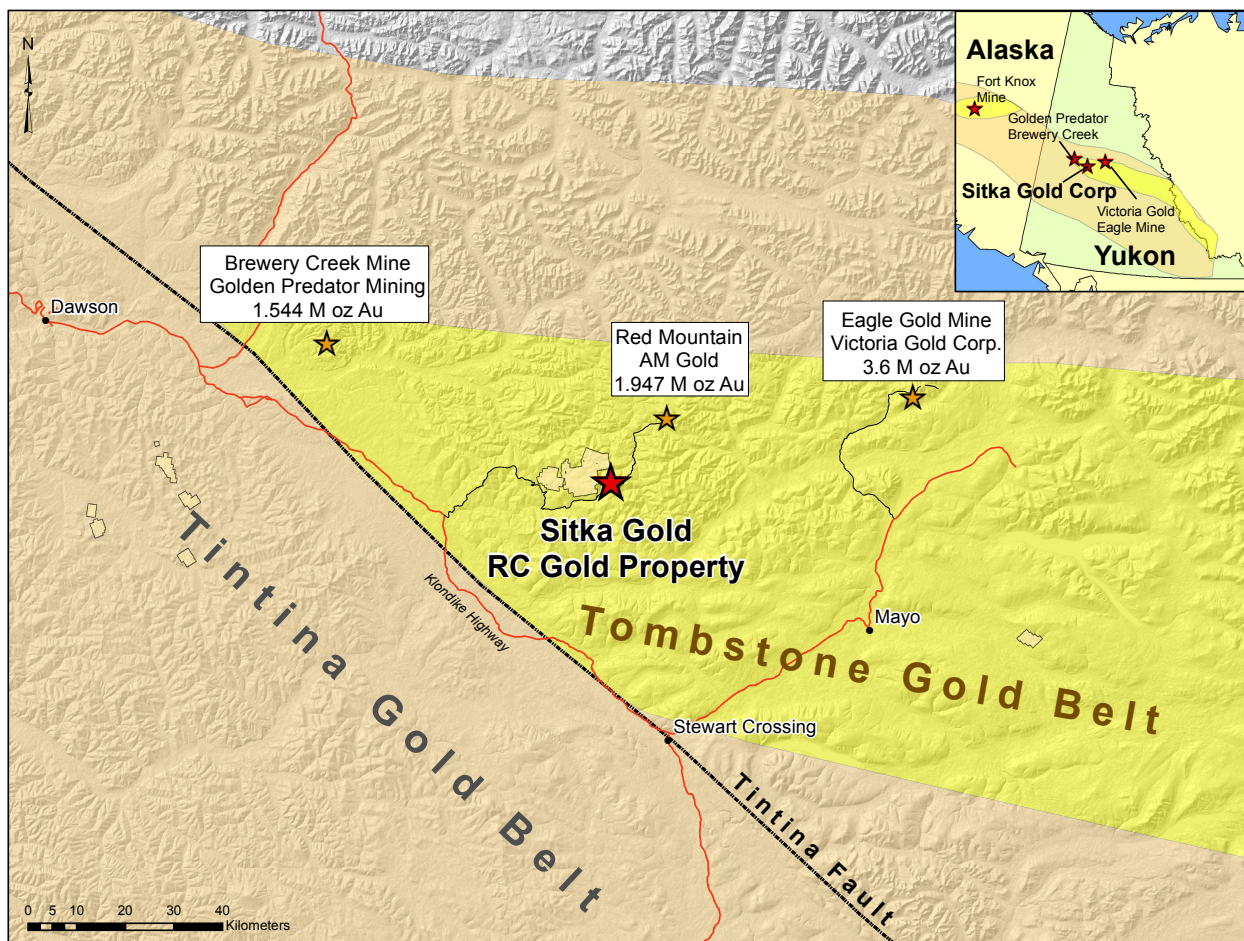 N
Alaska
Fort Knox
Mine
Golden Predator
Brewery Creek
Sitka Gold Corp
Victoria Gold
Eagle Mine
Yukon
Brewery Creek Mine
Golden Predator Mining
1.544 M oz Au
Dawson
Red Mountain
AM Gold
1.947 M oz Au
Eagle Gold Mine
Victoria Gold Corp.
3.6 M oz Au
Sitka Gold
RC Gold Property
Klondike Highway
Tintina Gold Belt
Tombstone Gold Belt
Mayo
Stewart Crossing
Tintina Fault
0 5 10 20 30 40
Kilometers